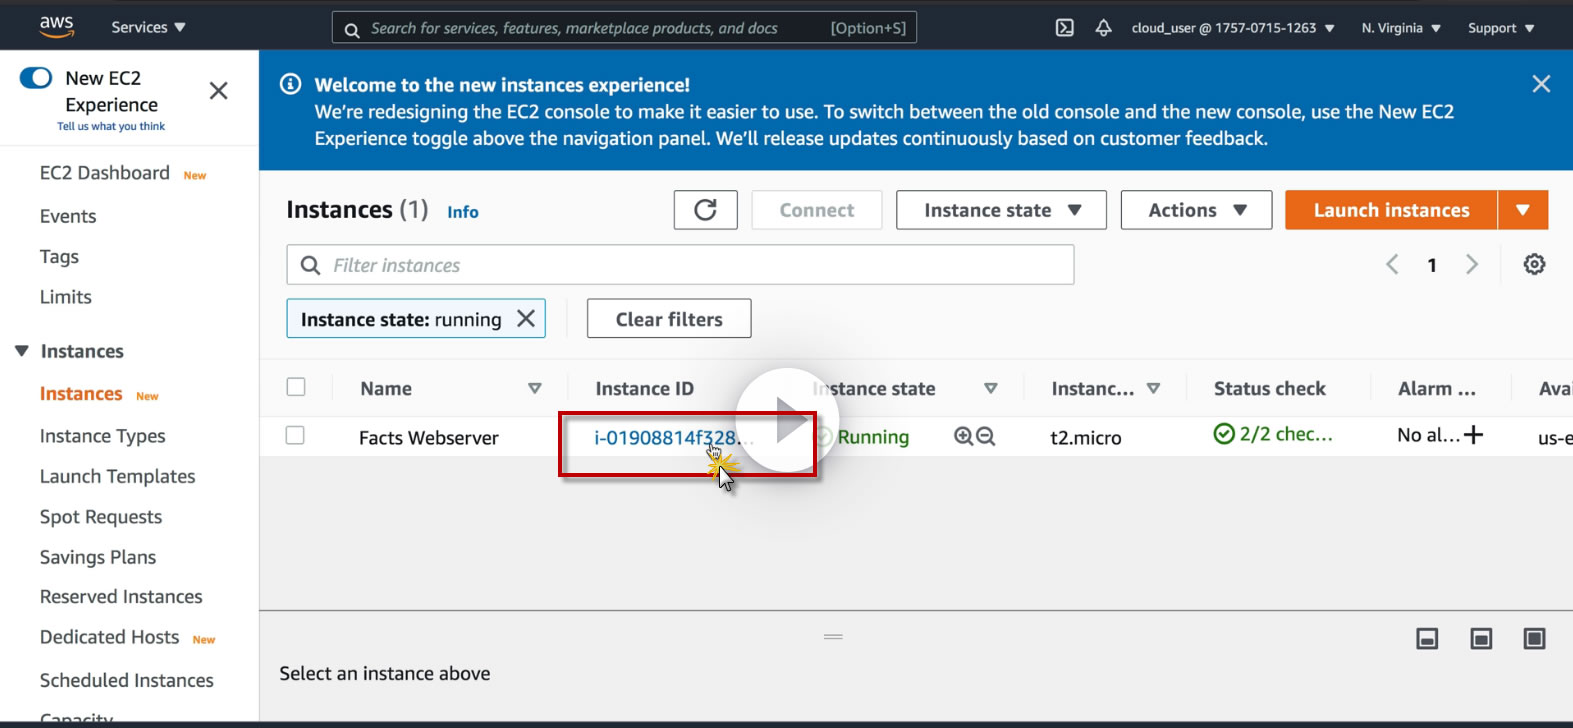 aws
Services ▼
Search for services, features, marketplace products, and docs
[Option+S]
cloud_user @ 1757-0715-1263 ▼
N. Virginia ▼
Support ▼
New EC2
Experience
Tell us what you think
Welcome to the new instances experience!
We're redesigning the EC2 console to make it easier to use. To switch between the old console and the new console, use the New EC2
Experience toggle above the navigation panel. We'll release updates continuously based on customer feedback.
EC2 Dashboard New
Events
Tags
Limits
Instances
Instances New
Instance Types
Launch Templates
Spot Requests
Savings Plans
Reserved Instances
Dedicated Hosts New
Scheduled Instances
Capacity
Instances (1) Info
Connect
Instance state ▼
Actions ▼
Launch instances
Filter instances
1
Instance state: running
Clear filters
Name
Instance ID
Instance state
Instanc...
Status check
Alarm ...
Avai
Facts Webserver
i-01908814f328...
Running
t2.micro
2/2 chec...
No al...
us-e
Select an instance above